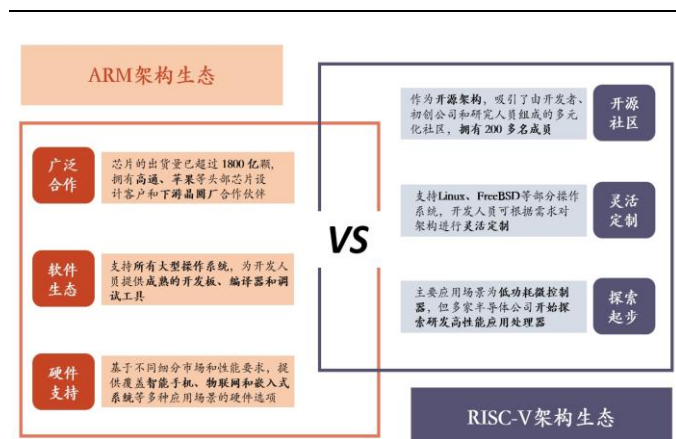 ARM架构生态
广泛
合作
芯片的出货量已超过 1800 亿颗,
拥有高通、苹果等头部芯片设
计客户和下游晶圆厂合作伙伴
软件
生态
支持所有大型操作系统，为开发人
员提供成熟的开发板、编译器和调
试工具
硬件
支持
基于不同细分市场和性能要求，提
供覆盖智能手机、物联网和嵌入式
系统等多种应用场景的硬件选项
VS
作为开源架构，吸引了由开发者、
初创公司和研究人员组成的多元
化社区，拥有 200 多名成员
开源
社区
支持Linux、FreeBSD等部分操作
系统，开发人员可根据需求对
架构进行灵活定制
灵活
定制
主要应用场景为低功耗微控制
器，但多家半导体公司开始探
索研发高性能应用处理器
探索
起步
RISC-V架构生态